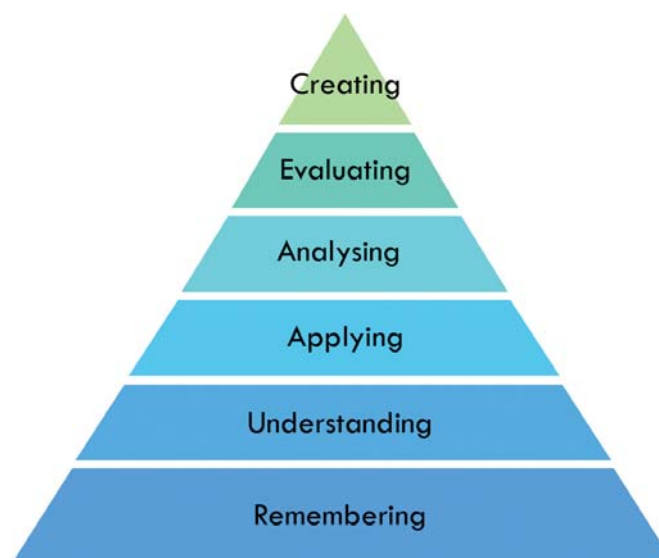 Creating
Evaluating
Analysing
Applying
Understanding
Remembering